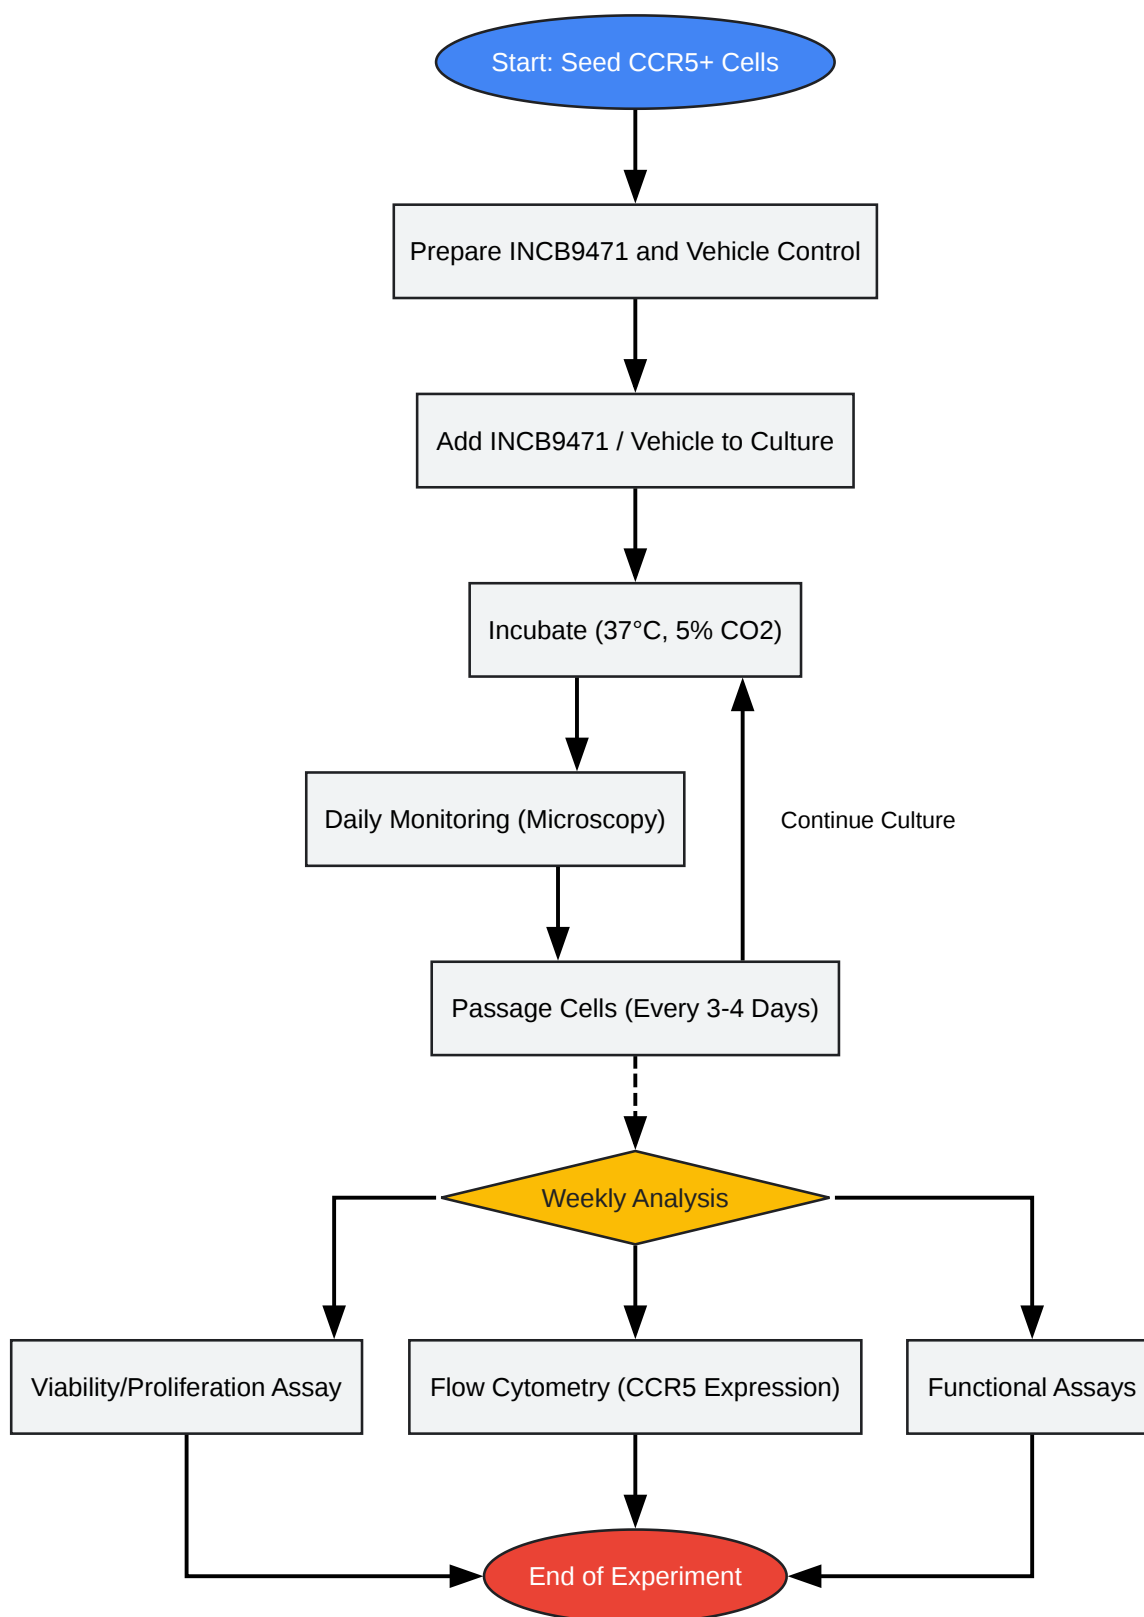 Start: Seed CCR5+ Cells
Prepare INCB9471 and Vehicle Control
Add INCB9471 / Vehicle to Culture
Incubate (37°C, 5% CO2)
Daily Monitoring (Microscopy)
Continue Culture
Passage Cells (Every 3-4 Days)
Weekly Analysis
Viability/Proliferation Assay
Flow Cytometry (CCR5 Expression)
Functional Assays
End of Experiment